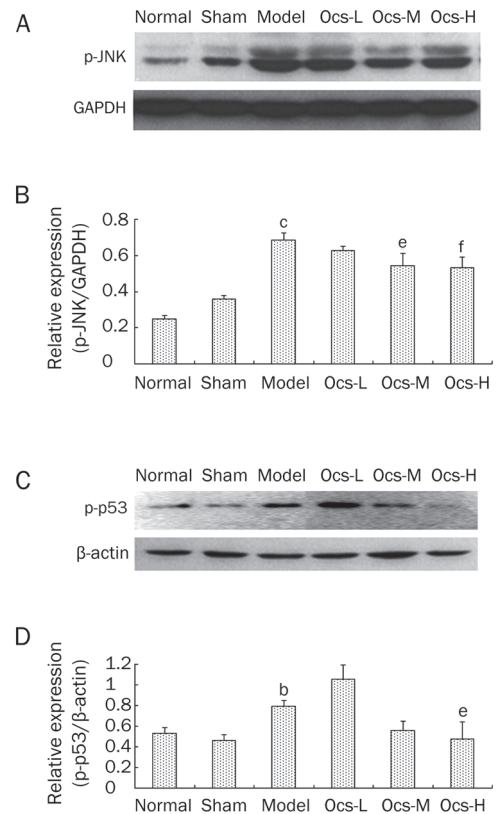 A
Normal Sham Model Ocs-L Ocs-M Ocs-H
p-JNK
GAPDH
B
Relative expression
(p-JNK/GAPDH)
0.8
0.6
0.4
0.2
0
c
e
f
Normal Sham Model Ocs-L Ocs-M Ocs-H
C
Normal Sham Model Ocs-L Ocs-M Ocs-H
p-p53
β-actin
D
Relative expression
(p-p53/β-actin)
1.2
1
0.8
0.6
0.4
0.2
0
b
e
Normal Sham Model Ocs-L Ocs-M Ocs-H